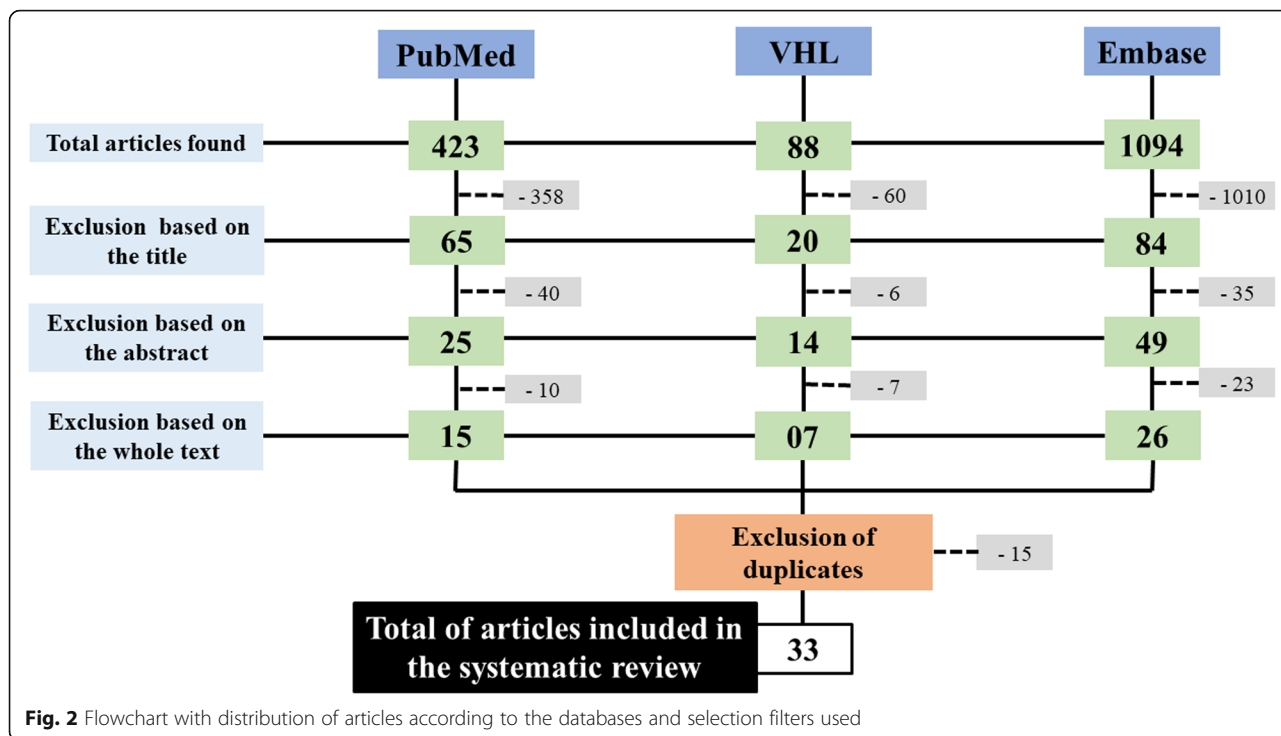 PubMed VHL Embase
Total articles found 423 88 1094
- 358 - 60 - 1010
Exclusion based on
the title
65 20 84
- 40 - 6 - 35
Exclusion based on
the abstract
25 14 49
- 10 - 7 - 23
Exclusion based on
the whole text
15 07 26
Exclusion of
duplicates
- 15
Total of articles included in
the systematic review
33
Fig. 2 Flowchart with distribution of articles according to the databases and selection filters used